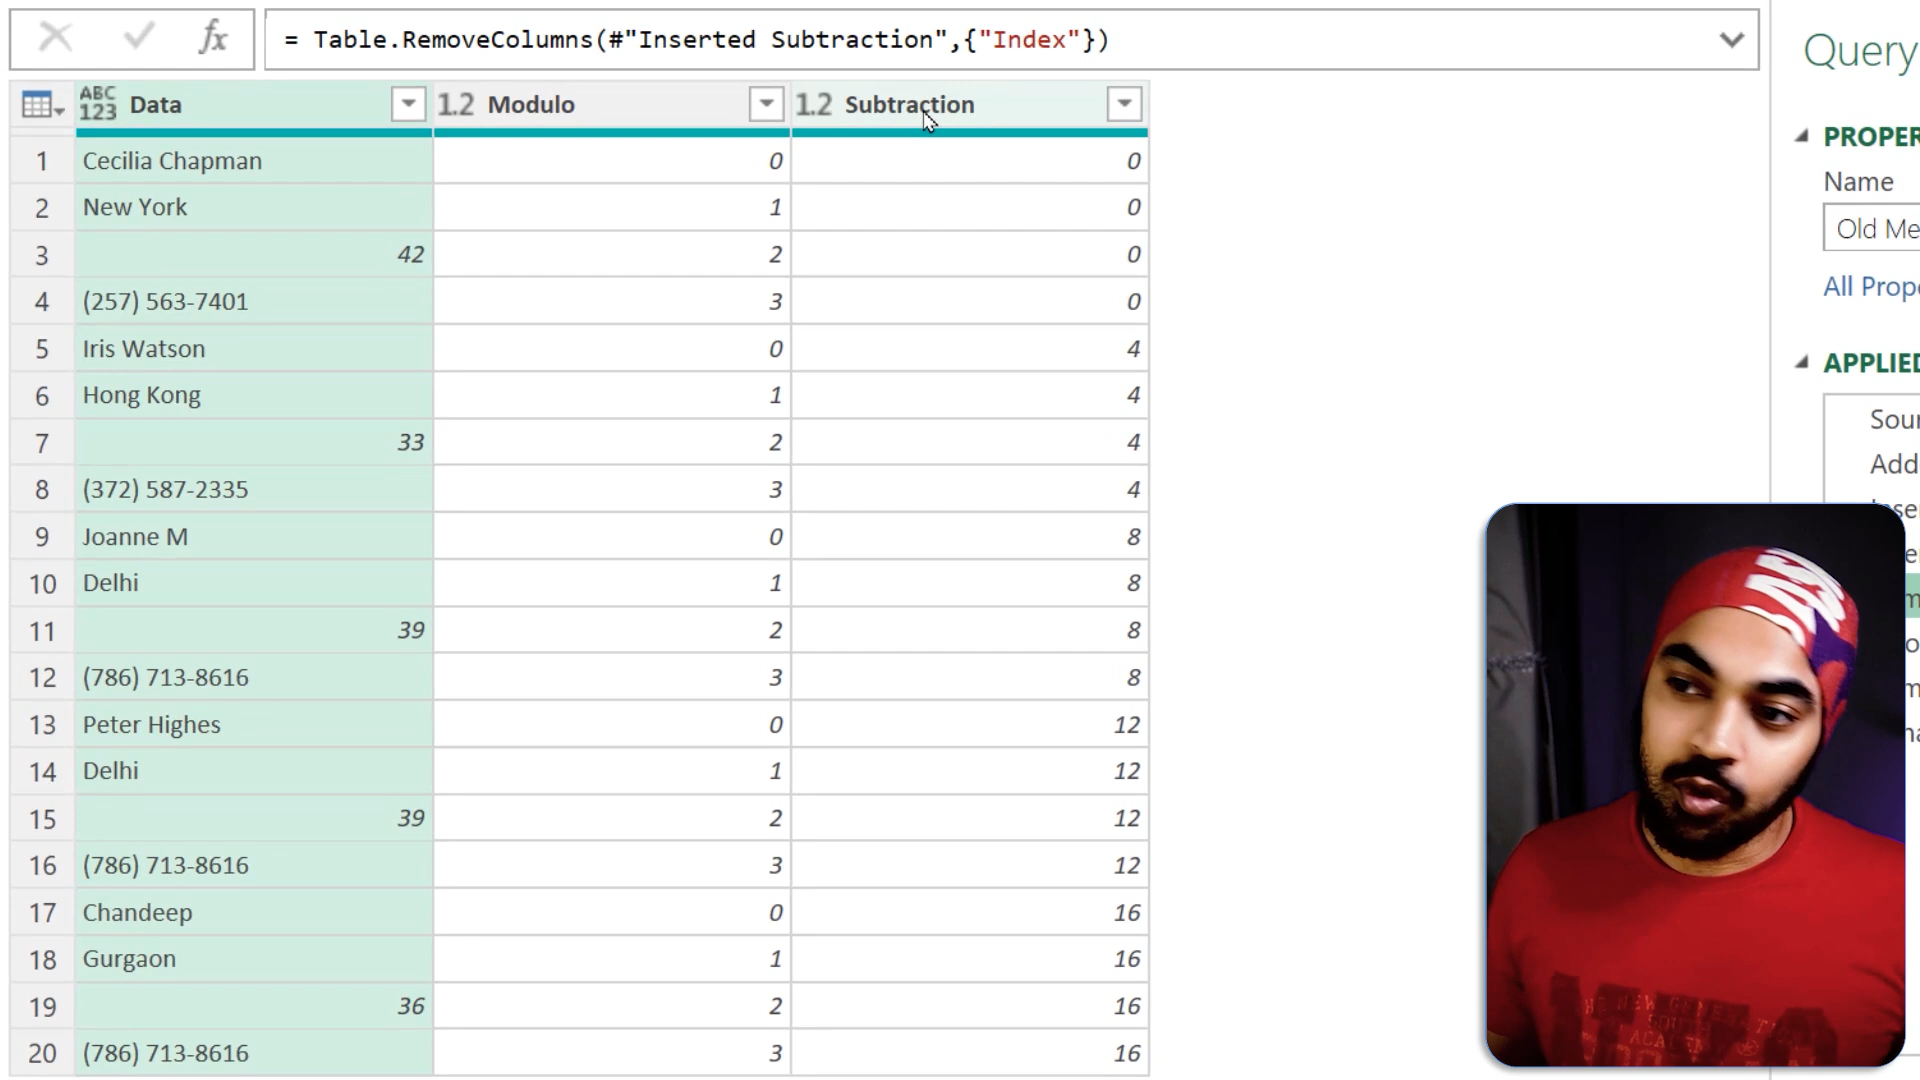 fx = Table.RemoveColumns(#"Inserted Subtraction",{"Index"})
Query
ABC 123 Data 1.2 Modulo 1.2 Subtraction
1 Cecilia Chapman 0 0
2 New York 1 0
3 42 2 0
4 (257) 563-7401 3 0
5 Iris Watson 0 4
6 Hong Kong 1 4
7 33 2 4
8 (372) 587-2335 3 4
9 Joanne M 0 8
10 Delhi 1 8
11 39 2 8
12 (786) 713-8616 3 8
13 Peter Highes 0 12
14 Delhi 1 12
15 39 2 12
16 (786) 713-8616 3 12
17 Chandeep 0 16
18 Gurgaon 1 16
19 36 2 16
20 (786) 713-8616 3 16
PROPER
Name
Old Me
All Prope
APPLIED
Sour
Adde